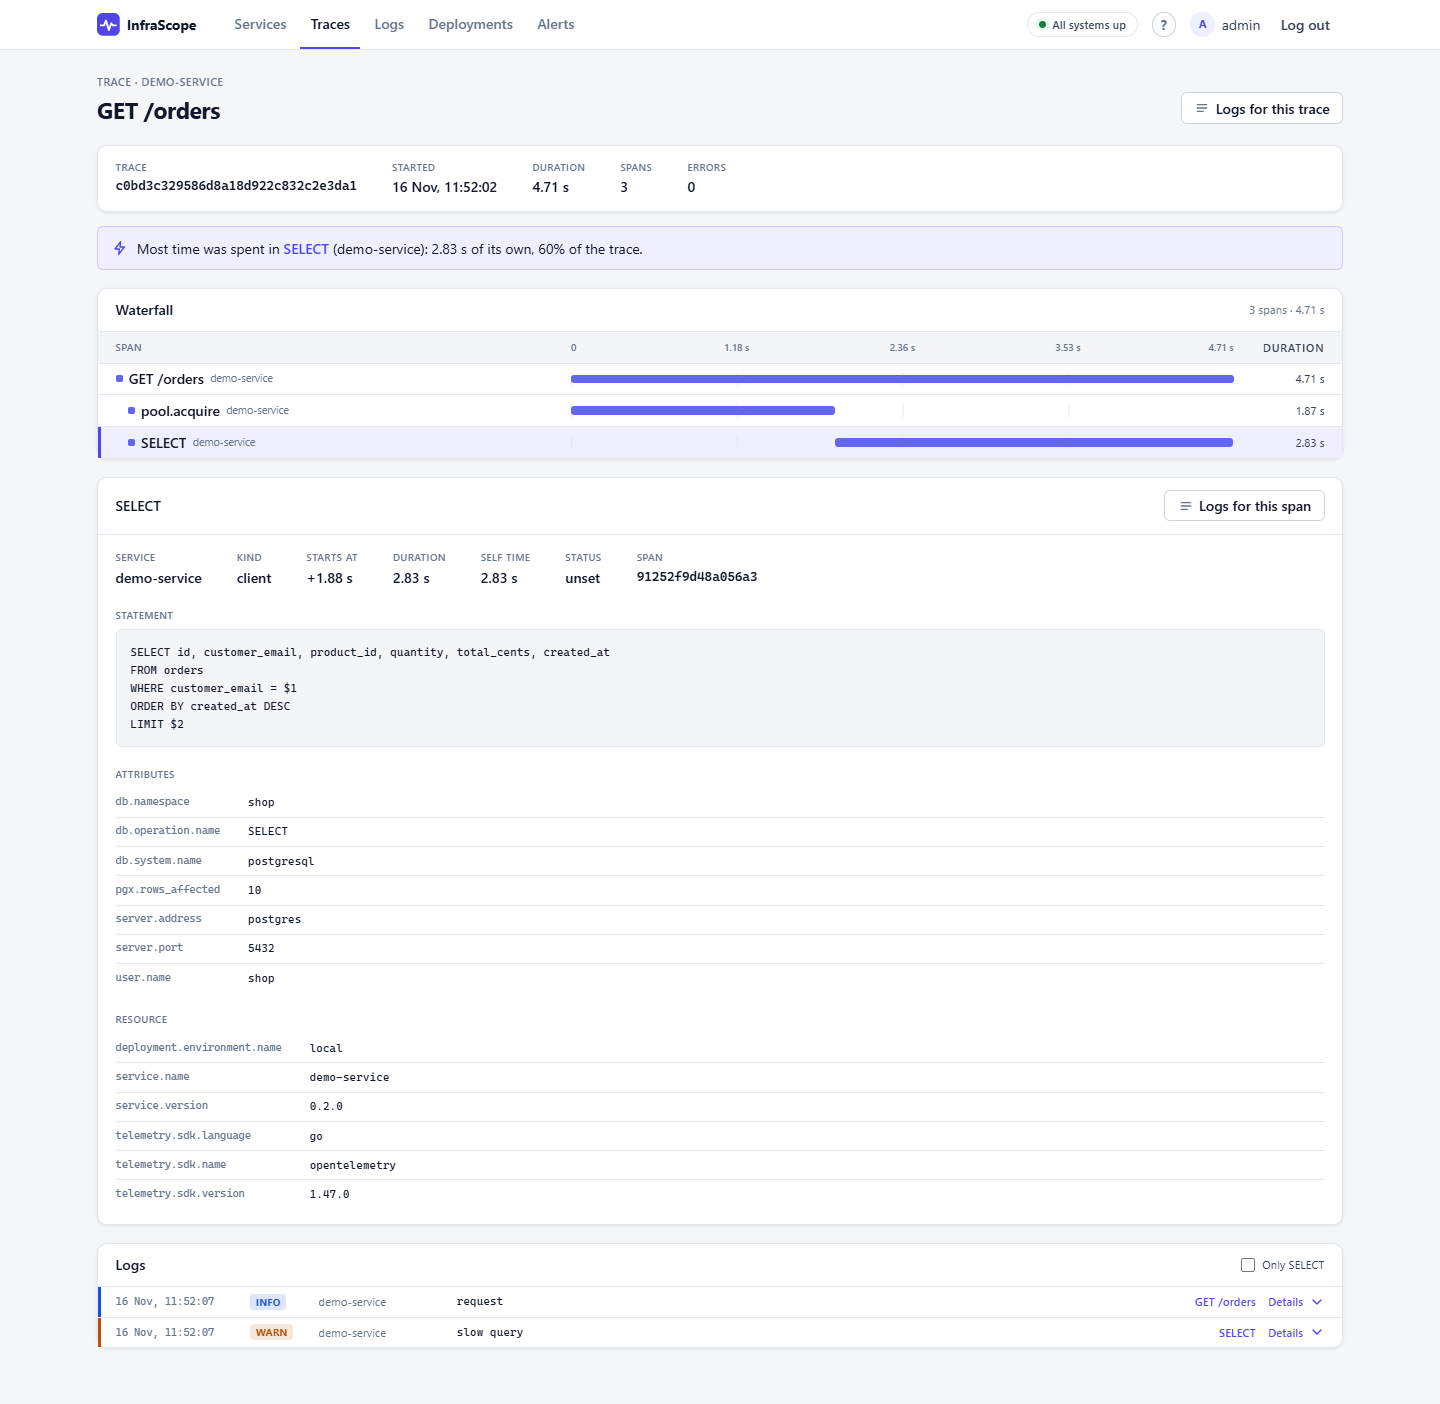 InfraScope Services Traces Logs Deployments Alerts All systems up ? A admin Log out
TRACE · DEMO-SERVICE
GET /orders
Logs for this trace
TRACE STARTED DURATION SPANS ERRORS
c0bd3c329586d8a18d922c832c2e3da1 16 Nov, 11:52:02 4.71 s 3 0
Most time was spent in SELECT (demo-service): 2.83 s of its own, 60% of the trace.
Waterfall 3 spans · 4.71 s
SPAN 0 1.18 s 2.36 s 3.53 s 4.71 s DURATION
GET /orders demo-service 4.71 s
pool.acquire demo-service 1.87 s
SELECT demo-service 2.83 s
SELECT Logs for this span
SERVICE KIND STARTS AT DURATION SELF TIME STATUS SPAN
demo-service client +1.88 s 2.83 s 2.83 s unset 91252f9d48a056a3
STATEMENT
SELECT id, customer_email, product_id, quantity, total_cents, created_at
FROM orders
WHERE customer_email = $1
ORDER BY created_at DESC
LIMIT $2
ATTRIBUTES
db.namespace shop
db.operation.name SELECT
db.system.name postgresql
pgx.rows_affected 10
server.address postgres
server.port 5432
user.name shop
RESOURCE
deployment.environment.name local
service.name demo-service
service.version 0.2.0
telemetry.sdk.language go
telemetry.sdk.name opentelemetry
telemetry.sdk.version 1.47.0
Logs Only SELECT
16 Nov, 11:52:07 INFO demo-service request GET /orders Details
16 Nov, 11:52:07 WARN demo-service slow query SELECT Details